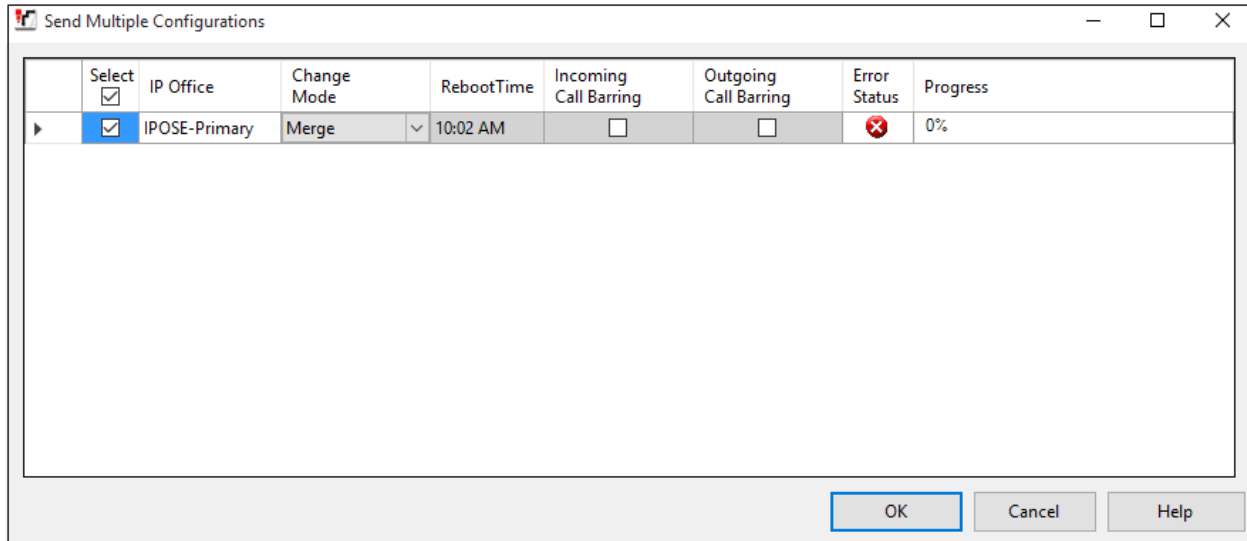 Send Multiple Configurations
Select IP Office Change Mode RebootTime Incoming Call Barring Outgoing Call Barring Error Status Progress
IPOSE-Primary Merge 10:02 AM 0%
OK Cancel Help